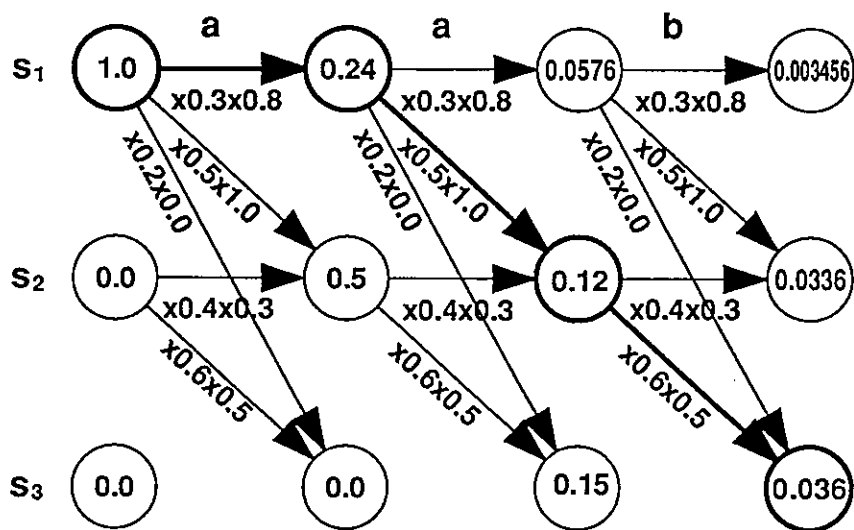 a a b
s1 1.0 0.24 0.0576 0.003456
x0.3x0.8 x0.3x0.8 x0.3x0.8
x0.5x1.0 x0.5x1.0 x0.5x1.0
x0.2x0.0 x0.2x0.0 x0.2x0.0
s2 0.0 0.5 0.12 0.0336
x0.4x0.3 x0.4x0.3 x0.4x0.3
x0.6x0.5 x0.6x0.5 x0.6x0.5
s3 0.0 0.0 0.15 0.036